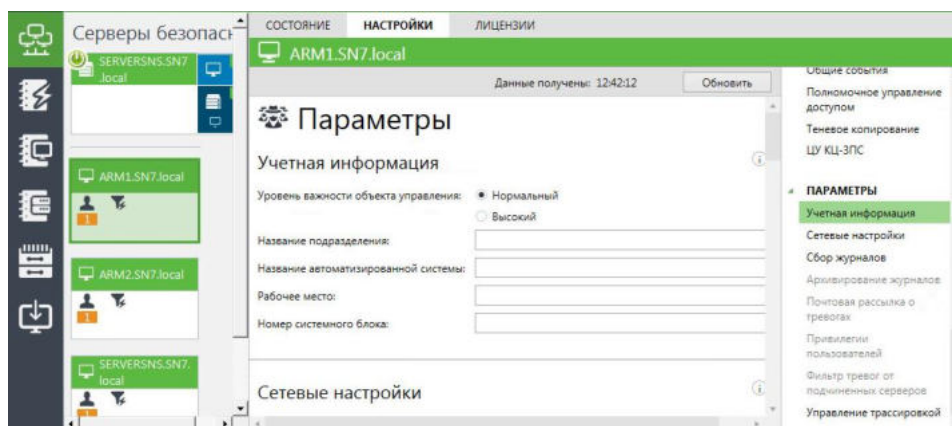 Серверы безопасн
SERVERSNS.SN7
.local
ARM1.SN7.local
1
ARM2.SN7.local
1
SERVERSNS.SN7.
local
1
СОСТОЯНИЕ НАСТРОЙКИ ЛИЦЕНЗИИ
ARM1.SN7.local
Данные получены: 12:42:12 Обновить
Параметры
Учетная информация
Уровень важности объекта управления: Нормальный
Высокий
Название подразделения:
Название автоматизированной системы:
Рабочее место:
Номер системного блока:
Сетевые настройки
Общие события
Полномочное управление
доступом
Теневое копирование
ЦУ КЦ-ЗПС
ПАРАМЕТРЫ
Учетная информация
Сетевые настройки
Сбор журналов
Архивирование журналов
Почтовая рассылка о
тревогах
Привилегии
пользователей
Фильтр тревог от
подчиненных серверов
Управление трассировкой